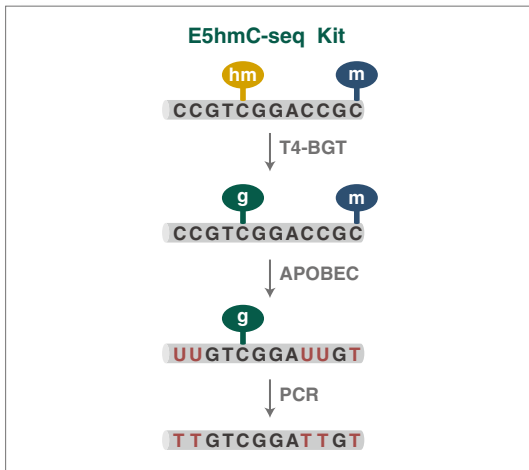 E5hmC-seq Kit
hm m
CCGTCGGACCGC
T4-BGT
g m
CCGTCGGACCGC
APOBEC
g
UUGTCGGAUUGT
PCR
TTGTCGGATTGT